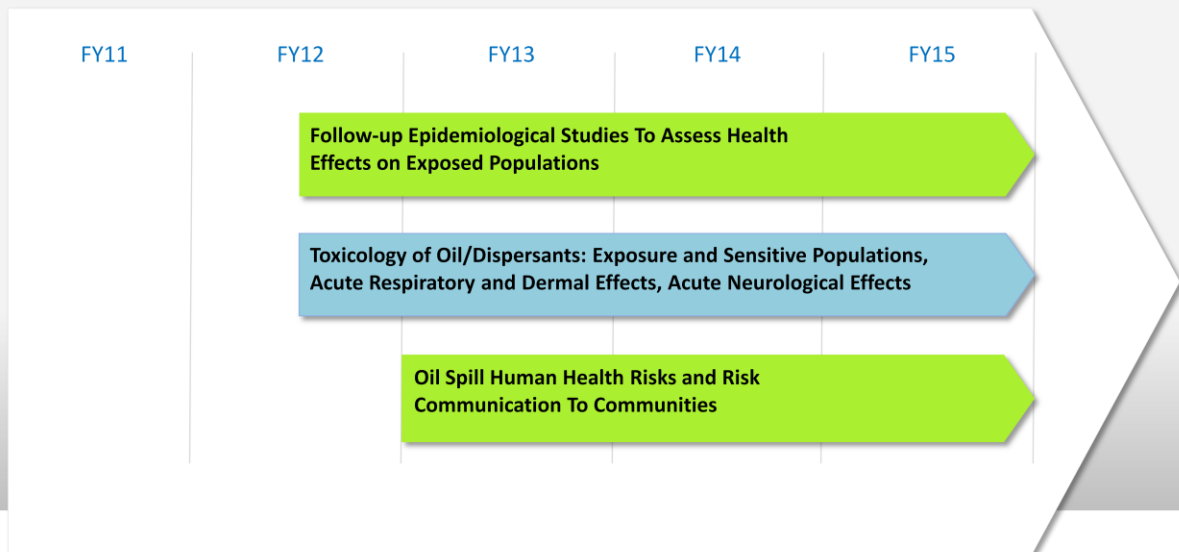 FY11 FY12 FY13 FY14 FY15
Follow-up Epidemiological Studies To Assess Health
Effects on Exposed Populations
Toxicology of Oil/Dispersants: Exposure and Sensitive Populations,
Acute Respiratory and Dermal Effects, Acute Neurological Effects
Oil Spill Human Health Risks and Risk
Communication To Communities